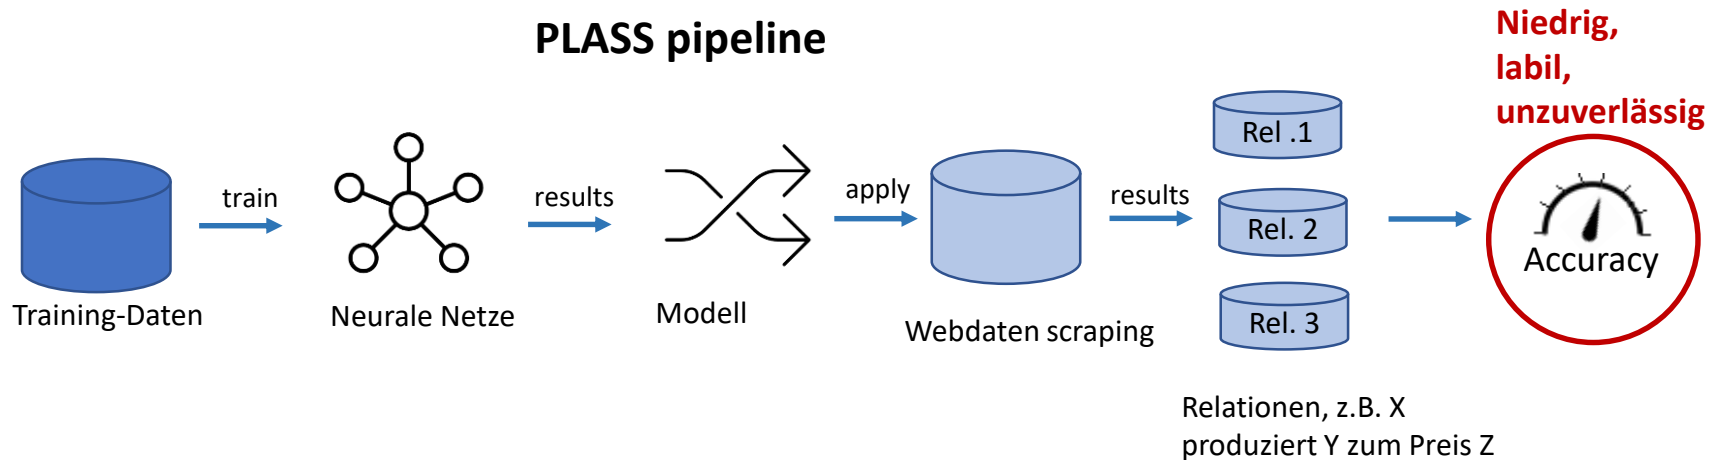 PLASS pipeline
Niedrig,
labil,
unzuverlässig
train
results
apply
results
Rel .1
Rel. 2
Rel. 3
Accuracy
Training-Daten
Neurale Netze
Modell
Webdaten scraping
Relationen, z.B. X
produziert Y zum Preis Z